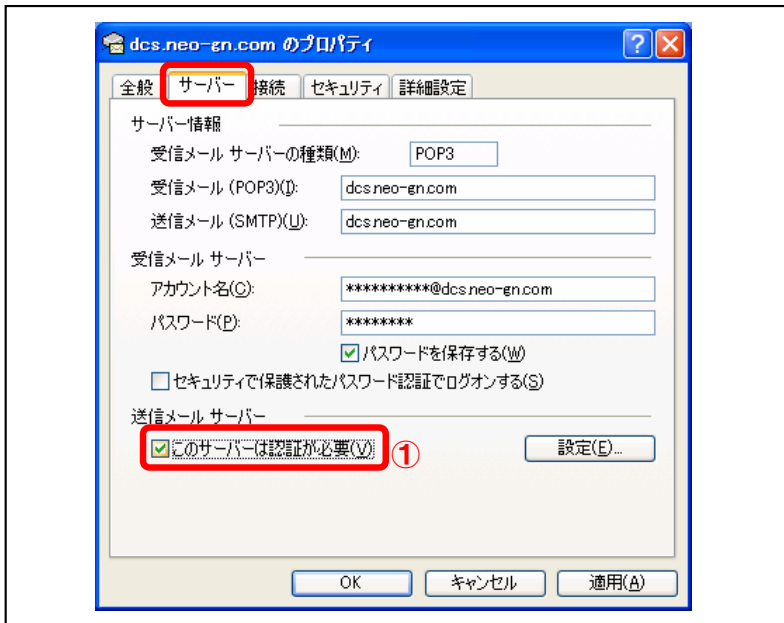 dcs.neo-gn.com のプロパティ
全般 サーバー 接続 セキュリティ 詳細設定
サーバー情報
受信メール サーバーの種類(M): POP3
受信メール (POP3)(I): dcs.neo-gn.com
送信メール (SMTP)(U): dcs.neo-gn.com
受信メール サーバー
アカウント名(C): **********@dcs.neo-gn.com
パスワード(P): ********
パスワードを保存する(W)
セキュリティで保護されたパスワード認証でログオンする(S)
送信メール サーバー
このサーバーは認証が必要(V) ① 設定(E)...
OK キャンセル 適用(A)